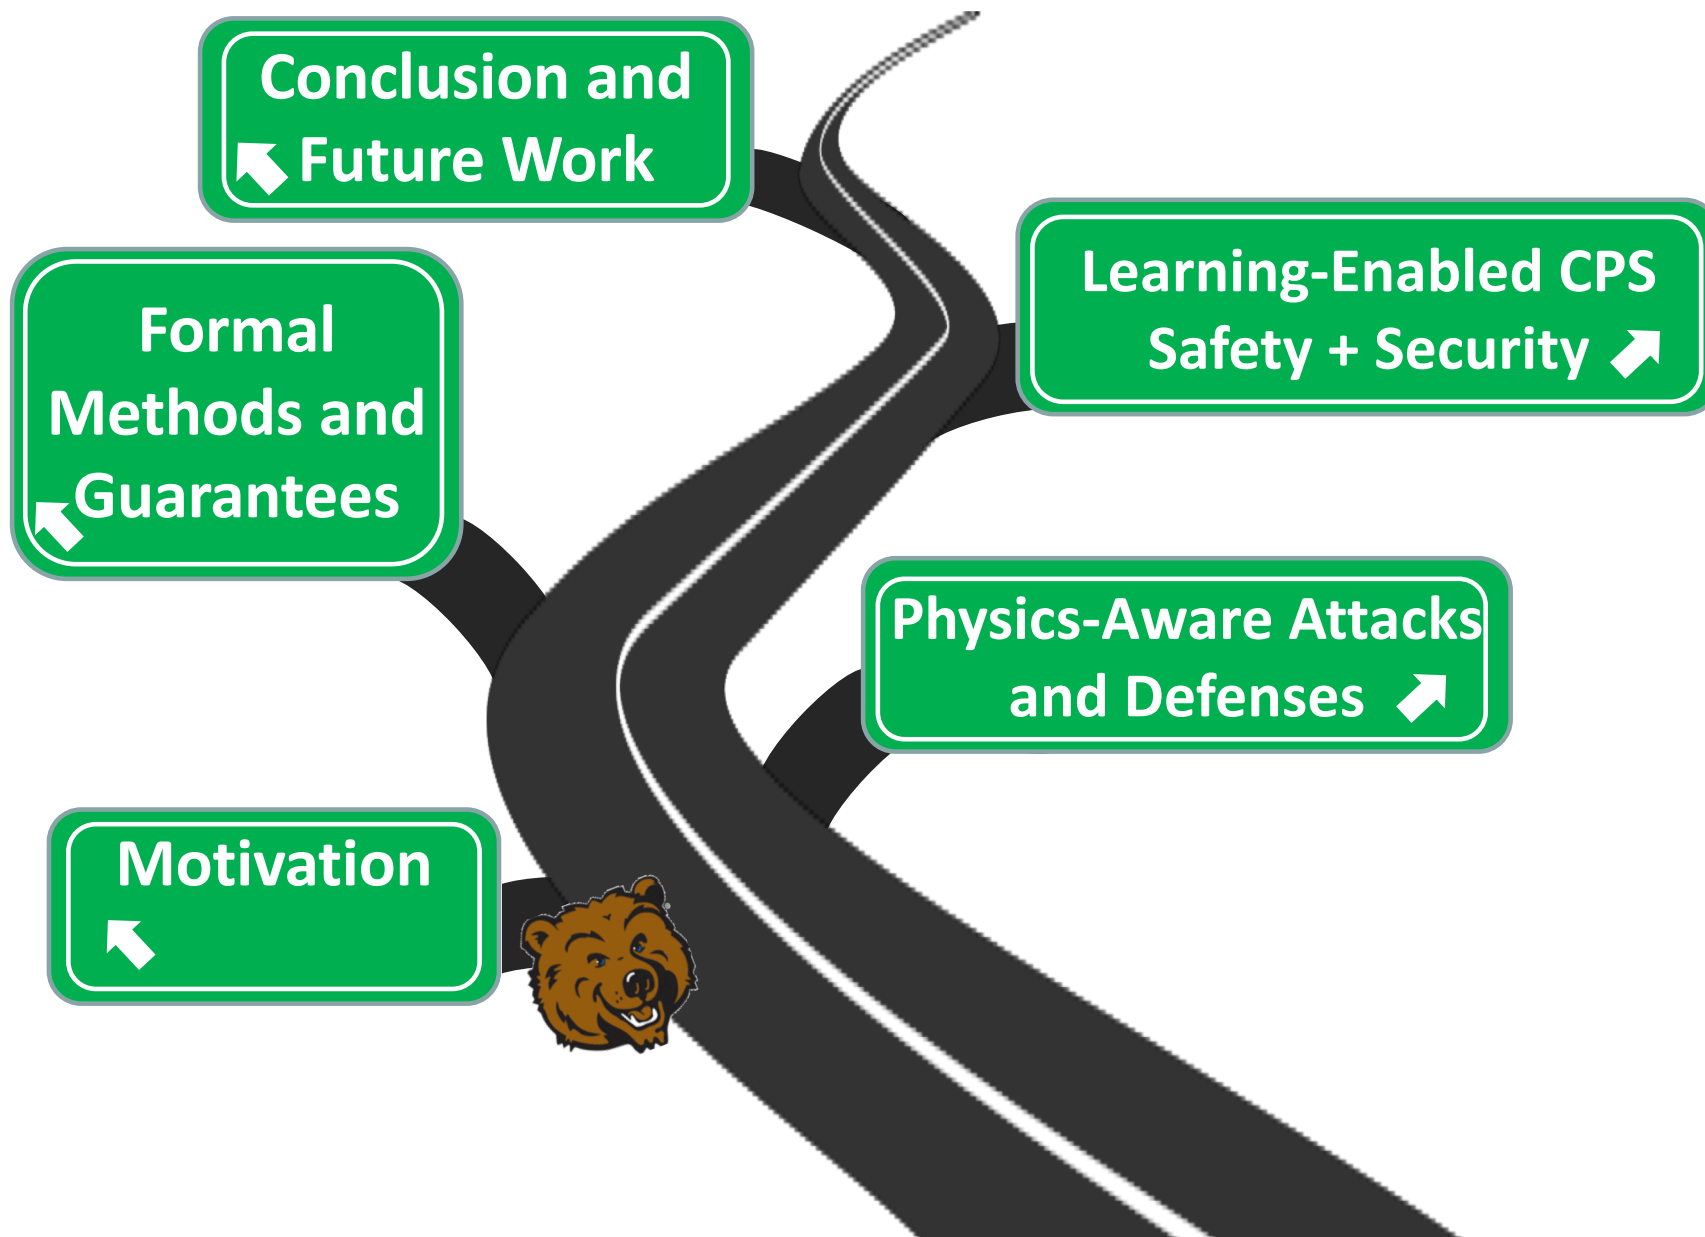 Conclusion and
Future Work
Learning-Enabled CPS
Safety + Security
Formal
Methods and
Guarantees
Physics-Aware Attacks
and Defenses
Motivation